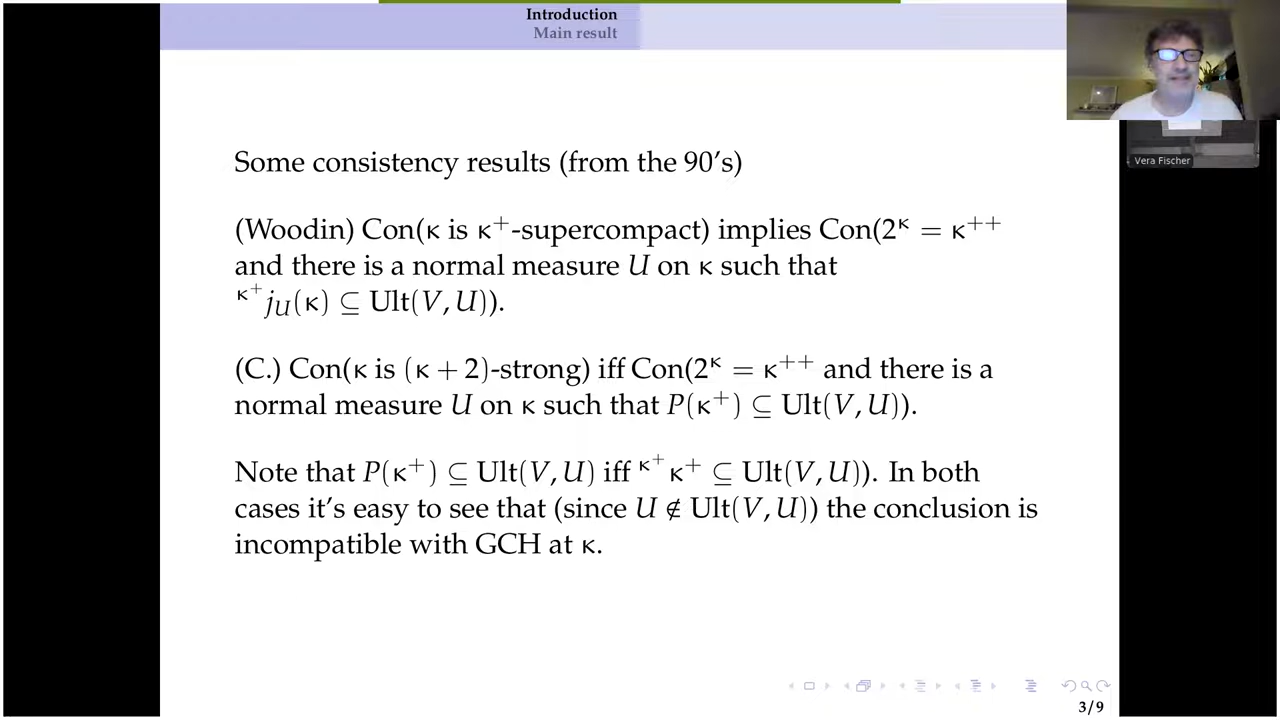 Introduction
Main result
Some consistency results (from the 90's)
(Woodin) Con(κ is κ⁺-supercompact) implies Con(2^κ = κ⁺⁺
and there is a normal measure U on κ such that
^{κ⁺}j_U(κ) ⊆ Ult(V, U)).
(C.) Con(κ is (κ + 2)-strong) iff Con(2^κ = κ⁺⁺ and there is a
normal measure U on κ such that P(κ⁺) ⊆ Ult(V, U)).
Note that P(κ⁺) ⊆ Ult(V, U) iff ^{κ⁺}κ⁺ ⊆ Ult(V, U)). In both
cases it's easy to see that (since U ∉ Ult(V, U)) the conclusion is
incompatible with GCH at κ.
Vera Fischer
3/9